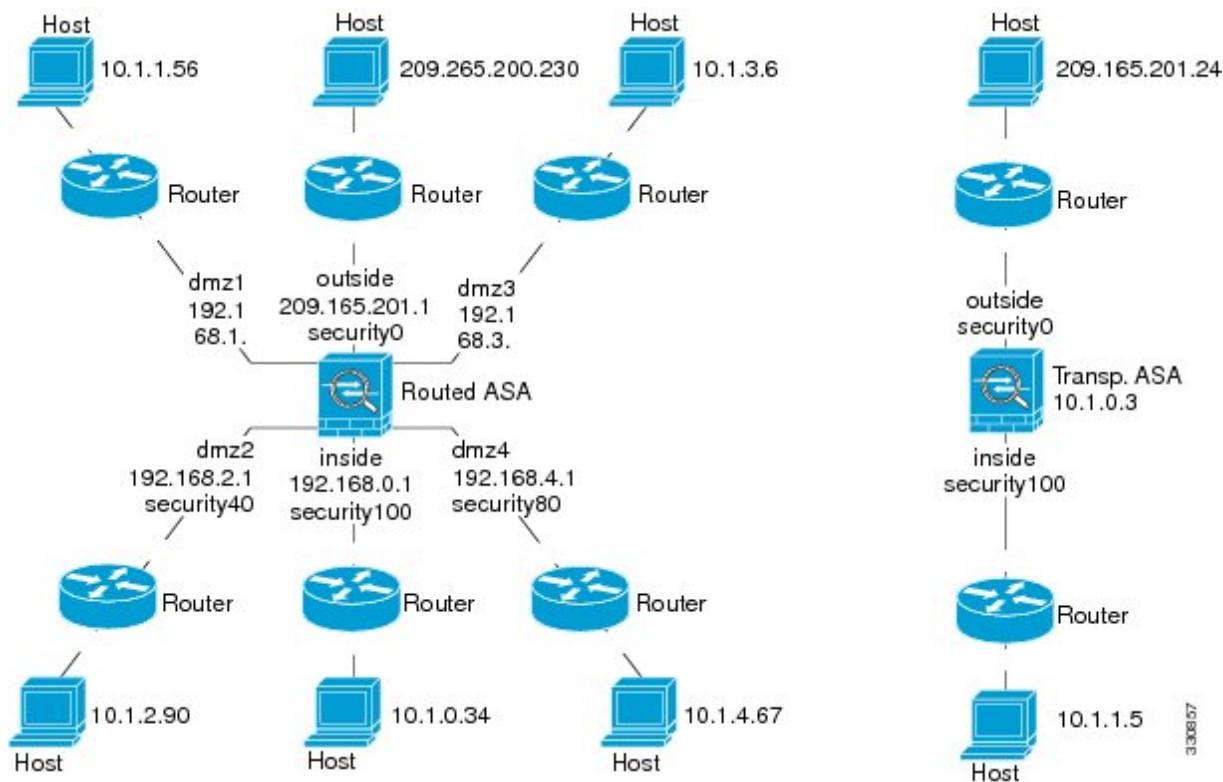 Host
Host
Host
Host
10.1.1.56
209.265.200.230
10.1.3.6
209.165.201.24
Router
Router
Router
Router
dmz1
192.1
68.1.
outside
209.165.201.1
security0
dmz3
192.1
68.3.
outside
security0
Routed ASA
Transp. ASA
10.1.0.3
dmz2
192.168.2.1
security40
inside
192.168.0.1
security100
dmz4
192.168.4.1
security80
inside
security100
Router
Router
Router
Router
10.1.2.90
10.1.0.34
10.1.4.67
10.1.1.5
Host
Host
Host
Host
330857